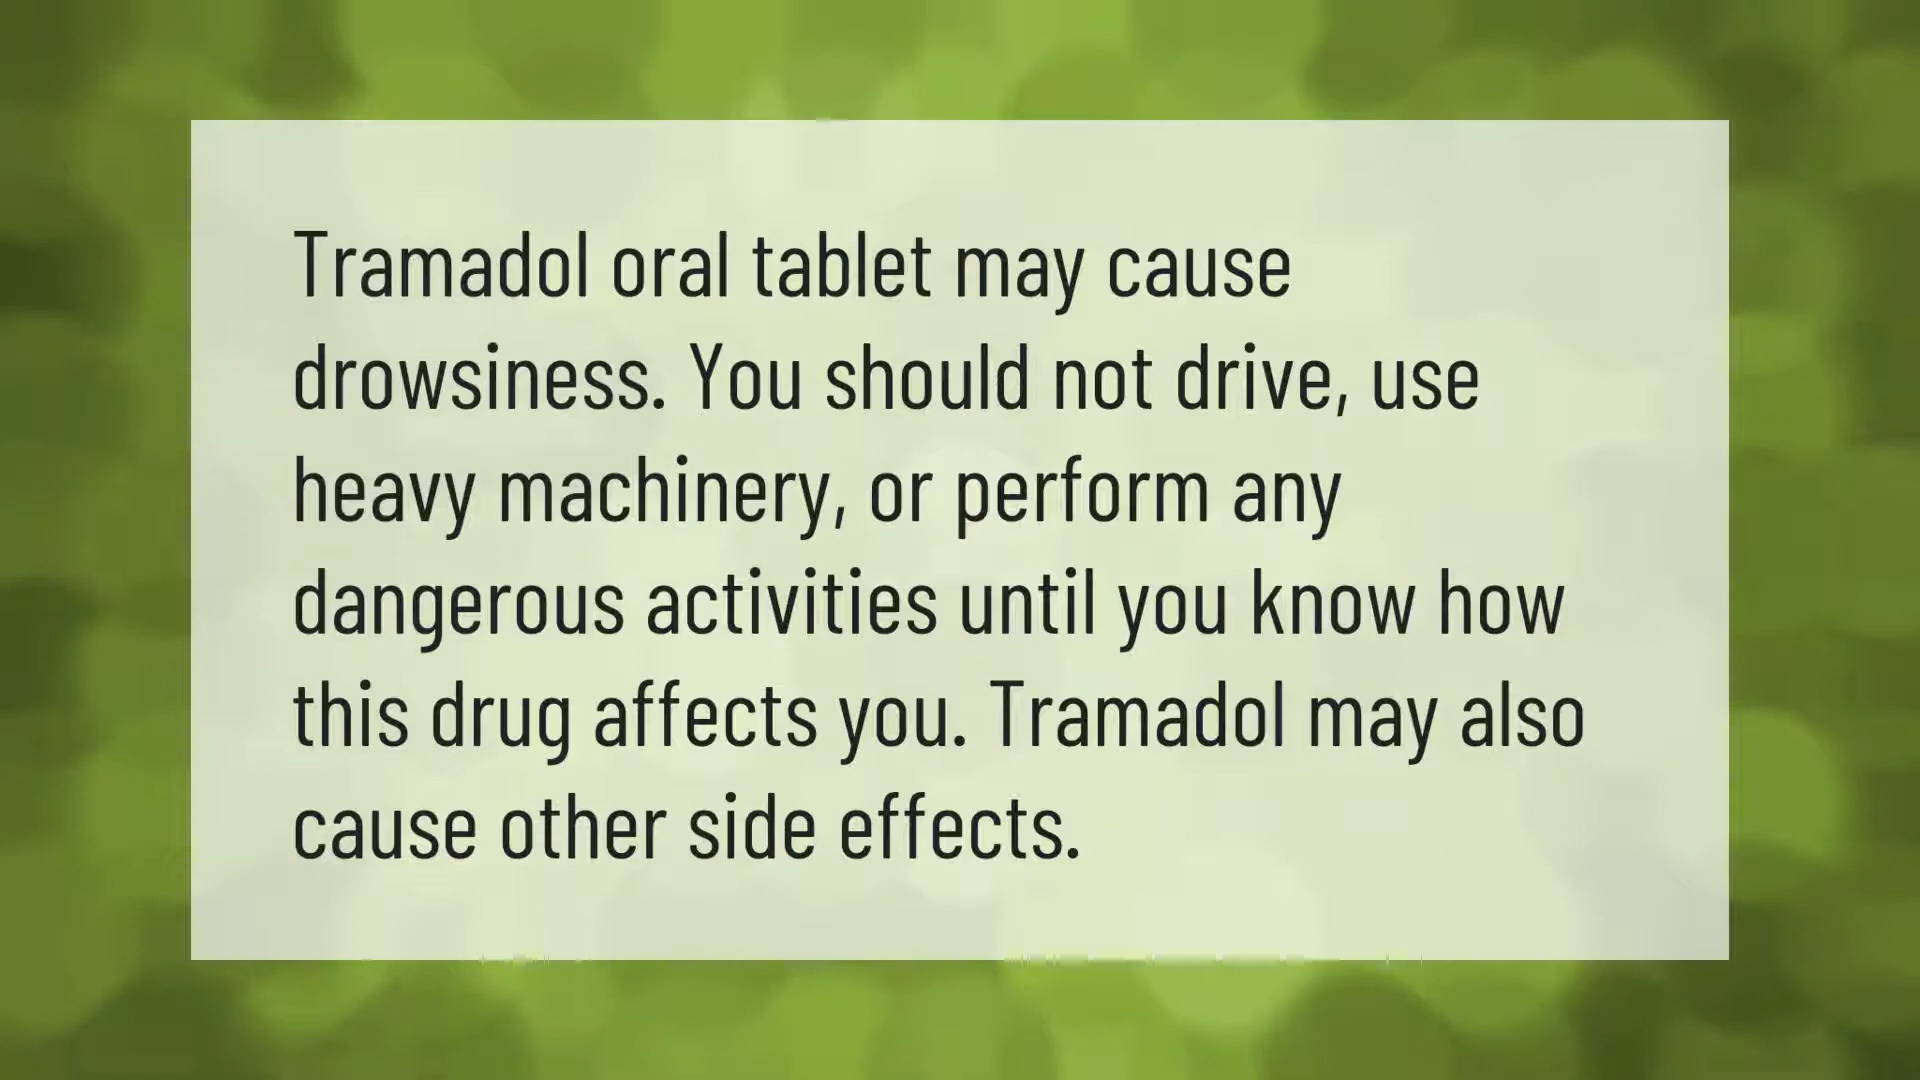 Tramadol oral tablet may cause
drowsiness. You should not drive, use
heavy machinery, or perform any
dangerous activities until you know how
this drug affects you. Tramadol may also
cause other side effects.